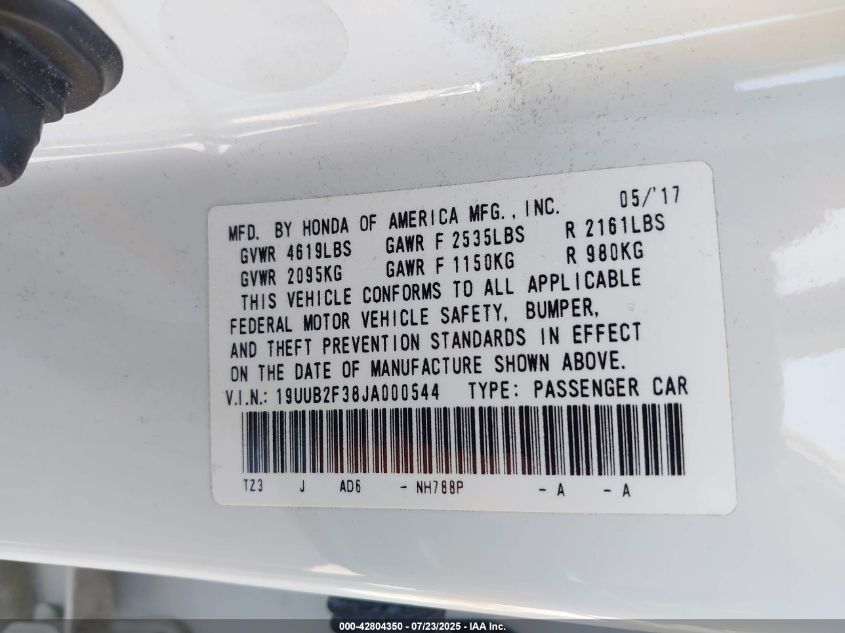 MFD. BY HONDA OF AMERICA MFG., INC. 05/'17
GVWR 4619LBS GAWR F 2535LBS R 2161LBS
GVWR 2095KG GAWR F 1150KG R 980KG
THIS VEHICLE CONFORMS TO ALL APPLICABLE
FEDERAL MOTOR VEHICLE SAFETY, BUMPER,
AND THEFT PREVENTION STANDARDS IN EFFECT
ON THE DATE OF MANUFACTURE SHOWN ABOVE.
V.I.N.: 19UUB2F38JA000544 TYPE: PASSENGER CAR
TZ3 J AD6 - NH788P - A - A
000-42804350 - 07/23/2025 - IAA Inc.